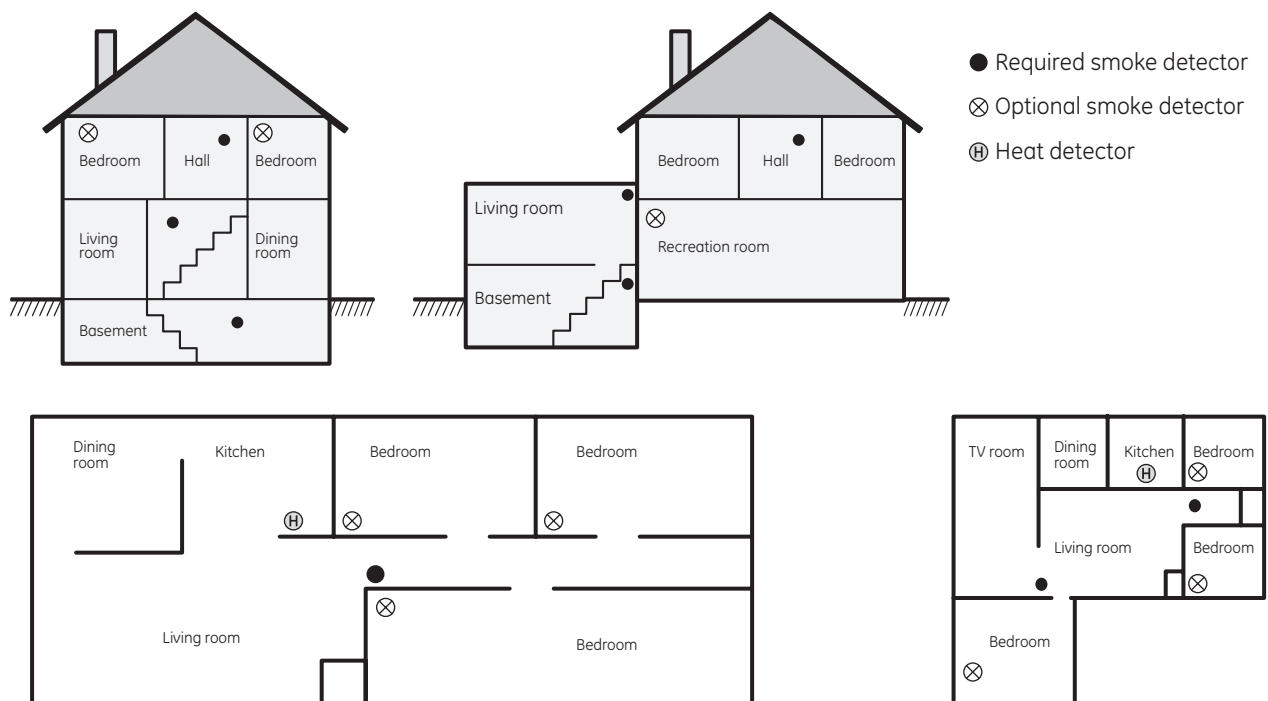 Required smoke detector
Optional smoke detector
H Heat detector
Bedroom
Hall
Bedroom
Living
room
Dining
room
Basement
Bedroom
Hall
Bedroom
Living room
Recreation room
Basement
Dining
room
Kitchen
Bedroom
Bedroom
H
Living room
Bedroom
TV room
Dining
room
Kitchen
Bedroom
H
Living room
Bedroom
Bedroom